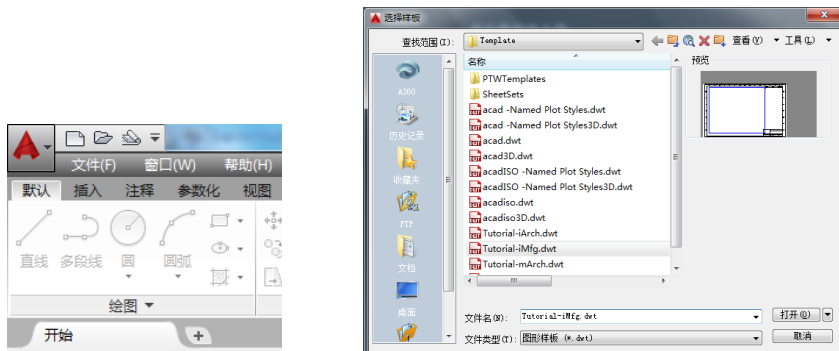 文件(F) 窗口(W) 帮助(H)
默认 插入 注释 参数化 视图
直线 多段线 圆 圆弧
绘图
开始
选择样板
查找范围(I): Template 查看(V) 工具(L)
名称
预览
PTWTemplates
SheetSets
acad -Named Plot Styles.dwt
acad -Named Plot Styles3D.dwt
acad.dwt
acad3D.dwt
acadISO -Named Plot Styles.dwt
acadISO -Named Plot Styles3D.dwt
acadiso.dwt
acadiso3D.dwt
Tutorial-iArch.dwt
Tutorial-iMfg.dwt
Tutorial-mArch.dwt
A360
历史记录
收藏夹
FTP
文档
桌面
文件名(N): Tutorial-iMfg.dwt 打开(O)
文件类型(T): 图形样板 (*.dwt) 取消